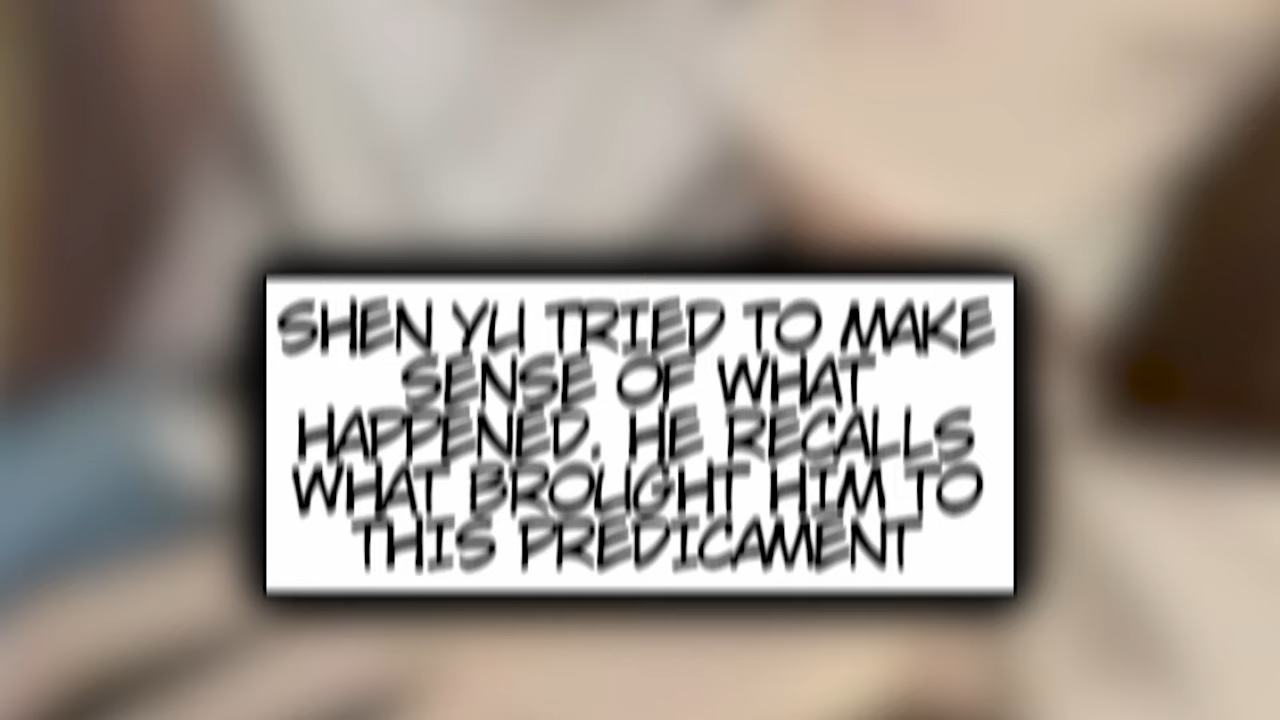 SHEN YU TRIED TO MAKE
SENSE OF WHAT
HAPPENED. HE RECALLS
WHAT BROUGHT HIM TO
THIS PREDICAMENT